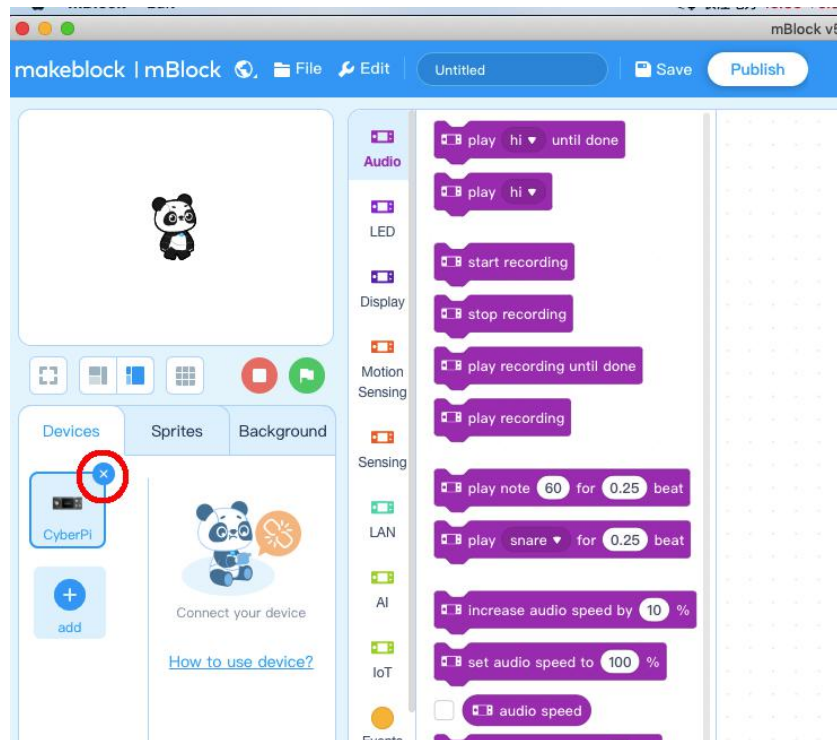 mBlock v5
makeblock | mBlock File Edit Untitled Save Publish
Audio
LED
Display
Motion
Sensing
Sensing
LAN
AI
IoT
Events
play hi until done
play hi
start recording
stop recording
play recording until done
play recording
play note 60 for 0.25 beat
play snare for 0.25 beat
increase audio speed by 10 %
set audio speed to 100 %
audio speed
Devices Sprites Background
CyberPi
add
Connect your device
How to use device?